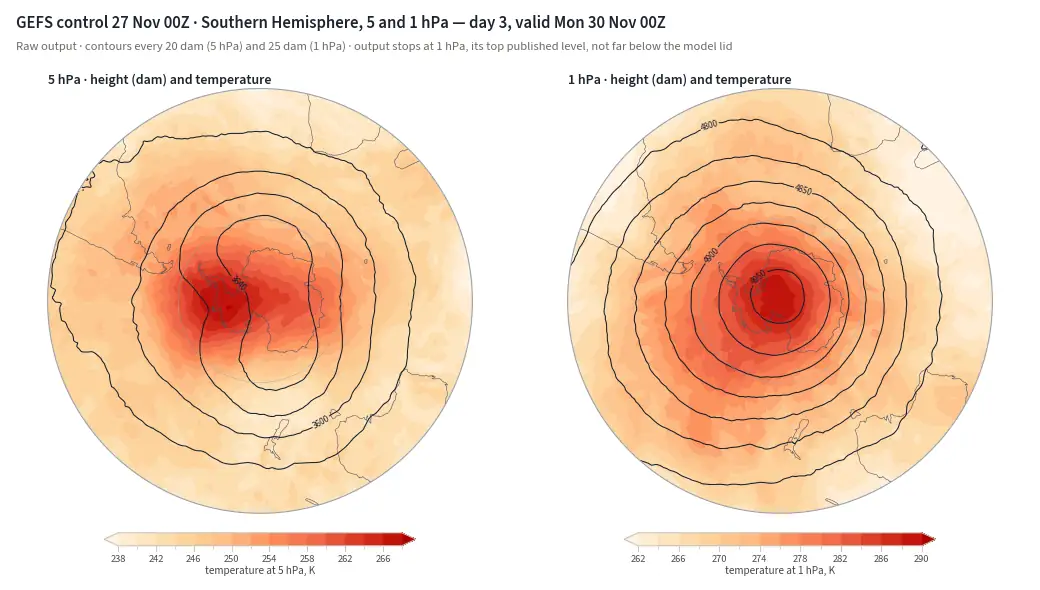 GEFS control 27 Nov 00Z · Southern Hemisphere, 5 and 1 hPa — day 3, valid Mon 30 Nov 00Z
Raw output · contours every 20 dam (5 hPa) and 25 dam (1 hPa) · output stops at 1 hPa, its top published level, not far below the model lid
5 hPa · height (dam) and temperature
1 hPa · height (dam) and temperature
4800
4850
3600
238 242 246 250 254 258 262 266
temperature at 5 hPa, K
262 266 270 274 278 282 286 290
temperature at 1 hPa, K